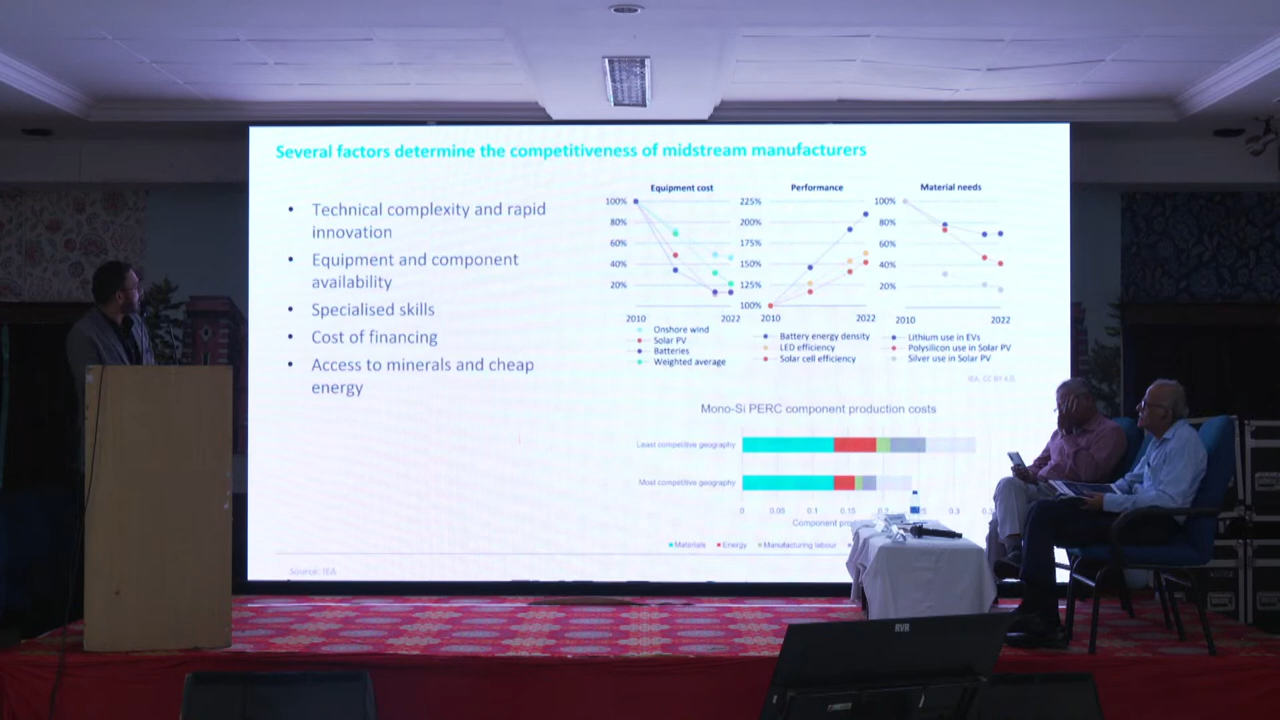 Several factors determine the competitiveness of midstream manufacturers
• Technical complexity and rapid
innovation
• Equipment and component
availability
• Specialised skills
• Cost of financing
• Access to minerals and cheap
energy
Equipment cost
100%
80%
60%
40%
20%
2010 2022
Onshore wind
Solar PV
Batteries
Weighted average
Performance
225%
200%
175%
150%
125%
100%
2010 2022
Battery energy density
LED efficiency
Solar cell efficiency
Material needs
100%
80%
60%
40%
20%
2010 2022
Lithium use in EVs
Polysilicon use in Solar PV
Silver use in Solar PV
IEA. CC BY 4.0.
Mono-Si PERC component production costs
Least competitive geography
Most competitive geography
0 0.05 0.1 0.15 0.3
Component
Materials Energy Manufacturing labour
Source: IEA
RVR